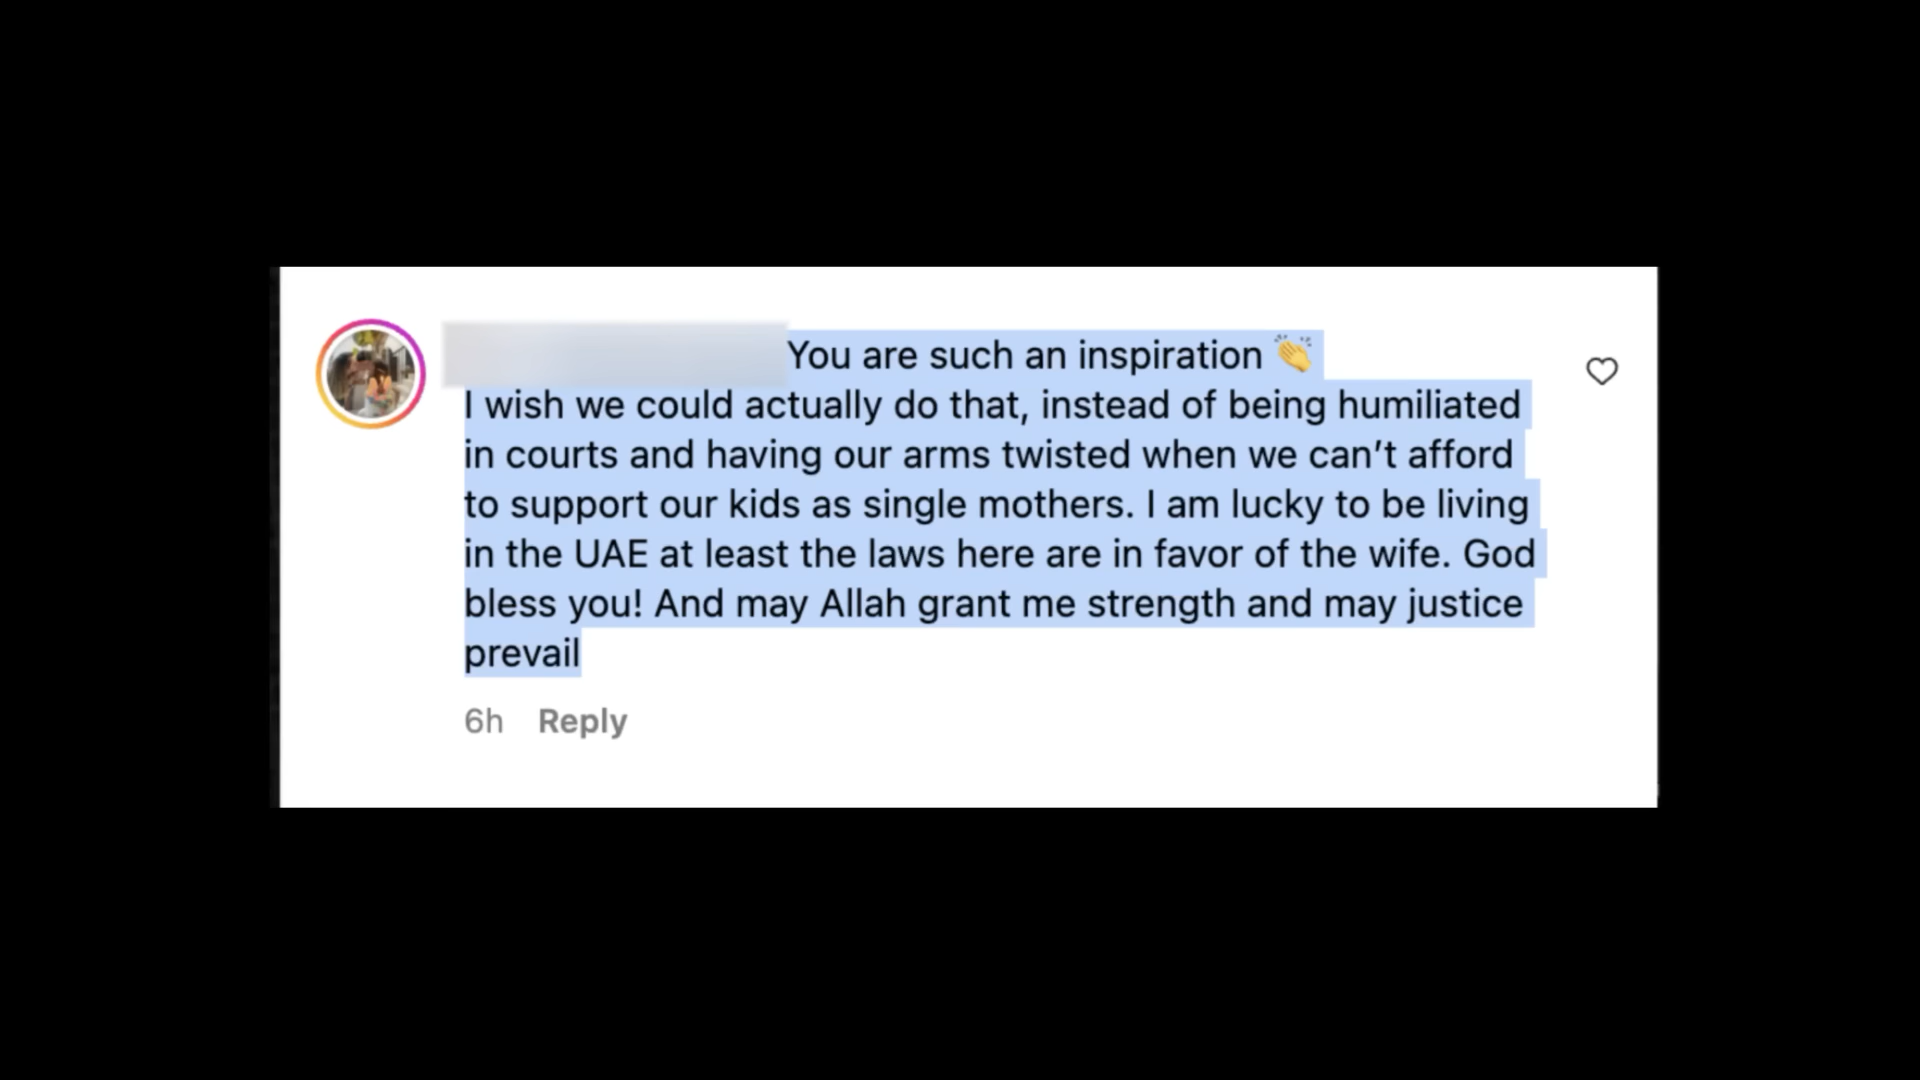 You are such an inspiration 👏
I wish we could actually do that, instead of being humiliated
in courts and having our arms twisted when we can’t afford
to support our kids as single mothers. I am lucky to be living
in the UAE at least the laws here are in favor of the wife. God
bless you! And may Allah grant me strength and may justice
prevail
6h Reply